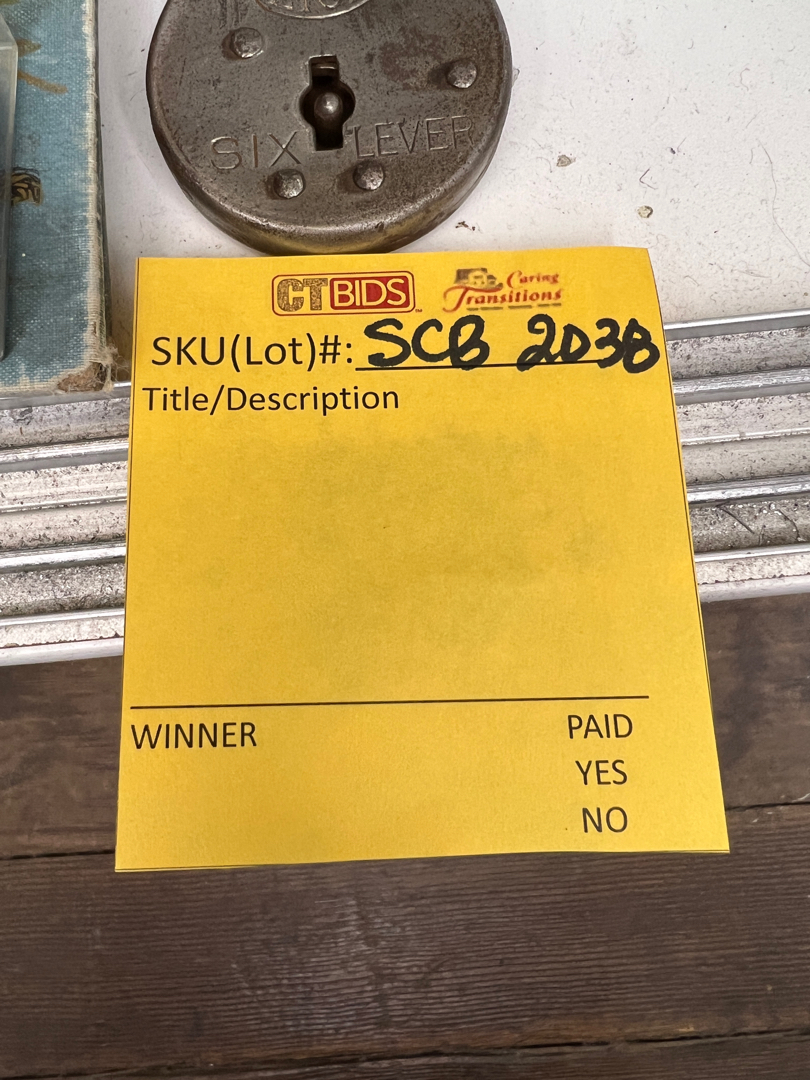 SIX LEVER
CTBIDS Caring
Transitions
SKU(Lot)#: SCB 2038
Title/Description
WINNER PAID
YES
NO